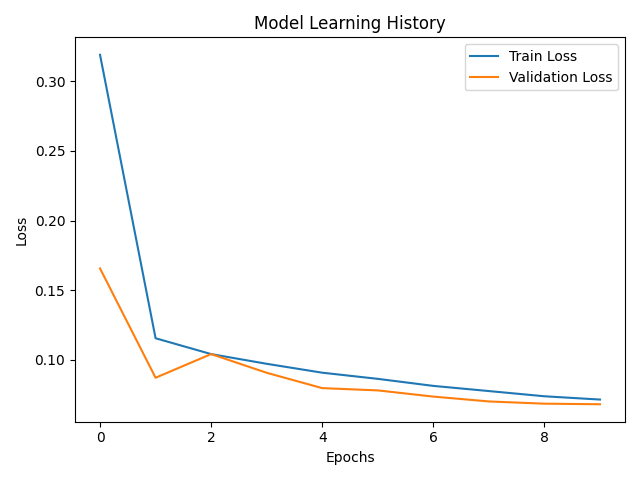 Model Learning History
Train Loss
Validation Loss
0.30
0.25
0.20
0.15
0.10
Loss
0 2 4 6 8
Epochs